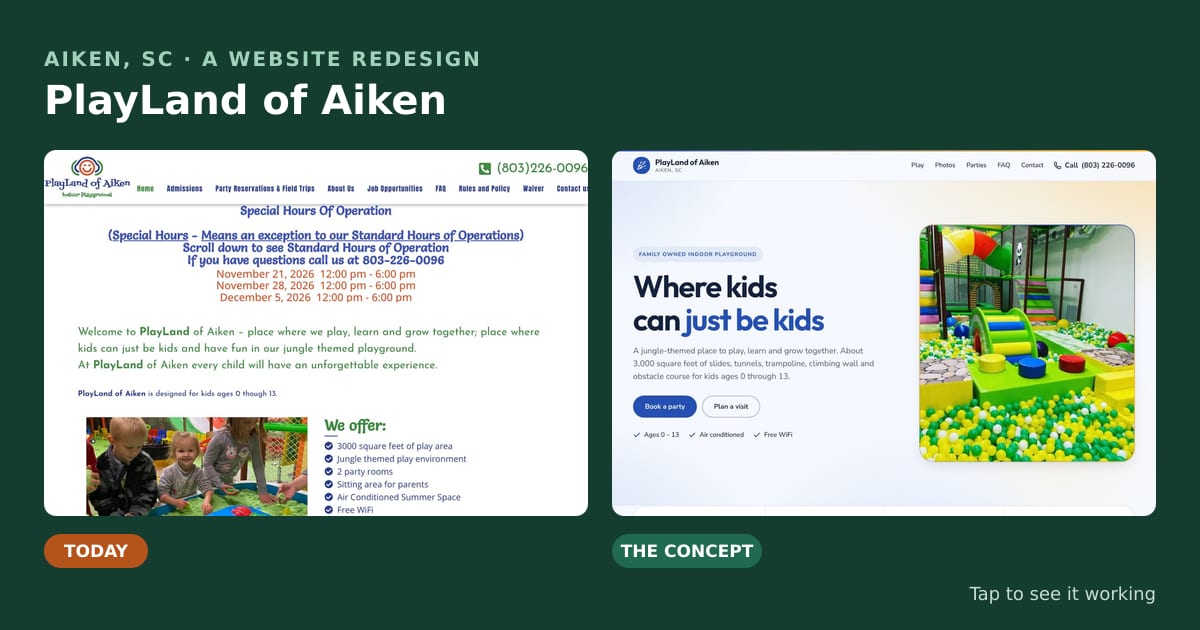 AIKEN, SC · A WEBSITE REDESIGN
PlayLand of Aiken
PlayLand of Aiken
Indoor Playground
(803)226-0096
Home Admissions Party Reservations & Field Trips About Us Job Opportunities FAQ Rules and Policy Waiver Contact us
Special Hours Of Operation
(Special Hours – Means an exception to our Standard Hours of Operations)
Scroll down to see Standard Hours of Operation
If you have questions call us at 803-226-0096
November 21, 2026 12:00 pm - 6:00 pm
November 28, 2026 12:00 pm - 6:00 pm
December 5, 2026 12:00 pm - 6:00 pm
Welcome to PlayLand of Aiken – place where we play, learn and grow together; place where
kids can just be kids and have fun in our jungle themed playground.
At PlayLand of Aiken every child will have an unforgettable experience.
PlayLand of Aiken is designed for kids ages 0 though 13.
We offer:
3000 square feet of play area
Jungle themed play environment
2 party rooms
Sitting area for parents
Air Conditioned Summer Space
Free WiFi
TODAY
PlayLand of Aiken
AIKEN, SC
Play Photos Parties FAQ Contact Call (803) 226-0096
FAMILY OWNED INDOOR PLAYGROUND
Where kids
can just be kids
A jungle-themed place to play, learn and grow together. About
3,000 square feet of slides, tunnels, trampoline, climbing wall and
obstacle course for kids ages 0 through 13.
Book a party Plan a visit
Ages 0 – 13 Air conditioned Free WiFi
THE CONCEPT
Tap to see it working